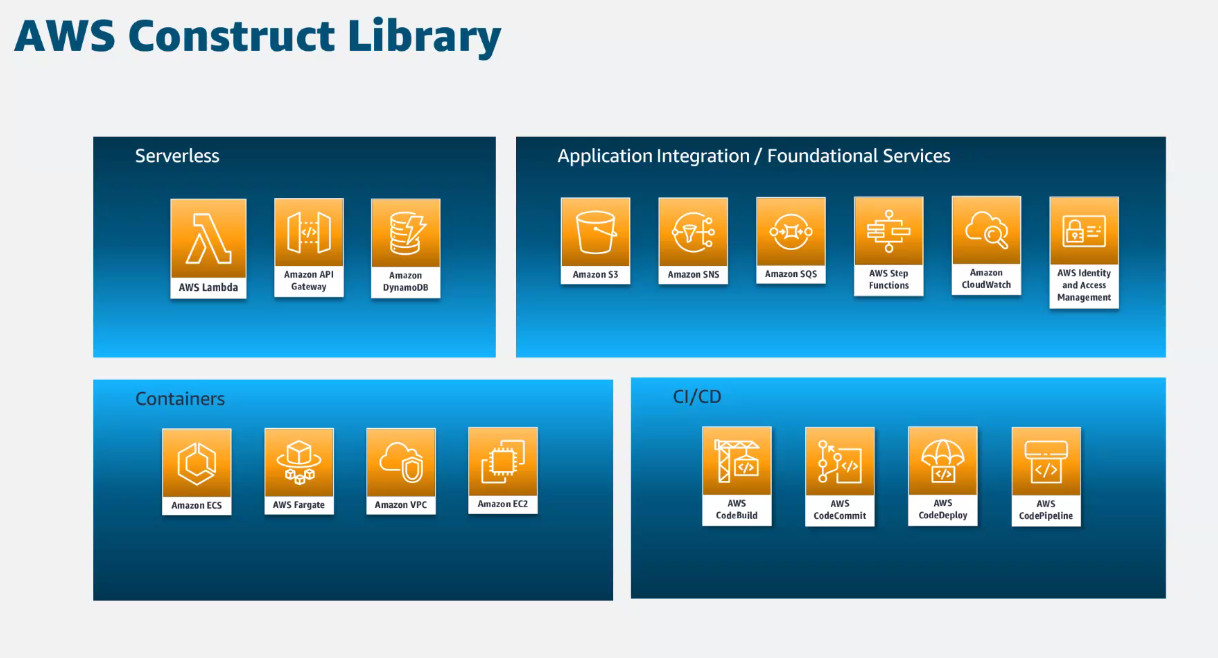 AWS Construct Library
Serverless
AWS Lambda
Amazon API
Gateway
Amazon
DynamoDB
Application Integration / Foundational Services
Amazon S3
Amazon SNS
Amazon SQS
AWS Step
Functions
Amazon
CloudWatch
AWS Identity
and Access
Management
Containers
Amazon ECS
AWS Fargate
Amazon VPC
Amazon EC2
CI/CD
AWS
CodeBuild
AWS
CodeCommit
AWS
CodeDeploy
AWS
CodePipeline